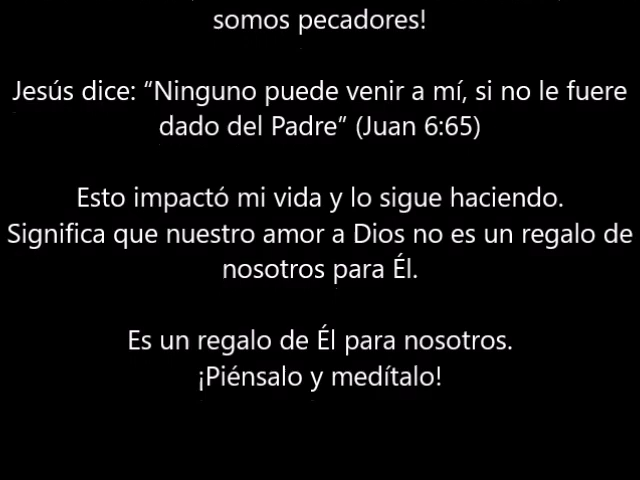 somos pecadores!
Jesús dice: “Ninguno puede venir a mí, si no le fuere
dado del Padre” (Juan 6:65)
Esto impactó mi vida y lo sigue haciendo.
Significa que nuestro amor a Dios no es un regalo de
nosotros para Él.
Es un regalo de Él para nosotros.
¡Piénsalo y medítalo!